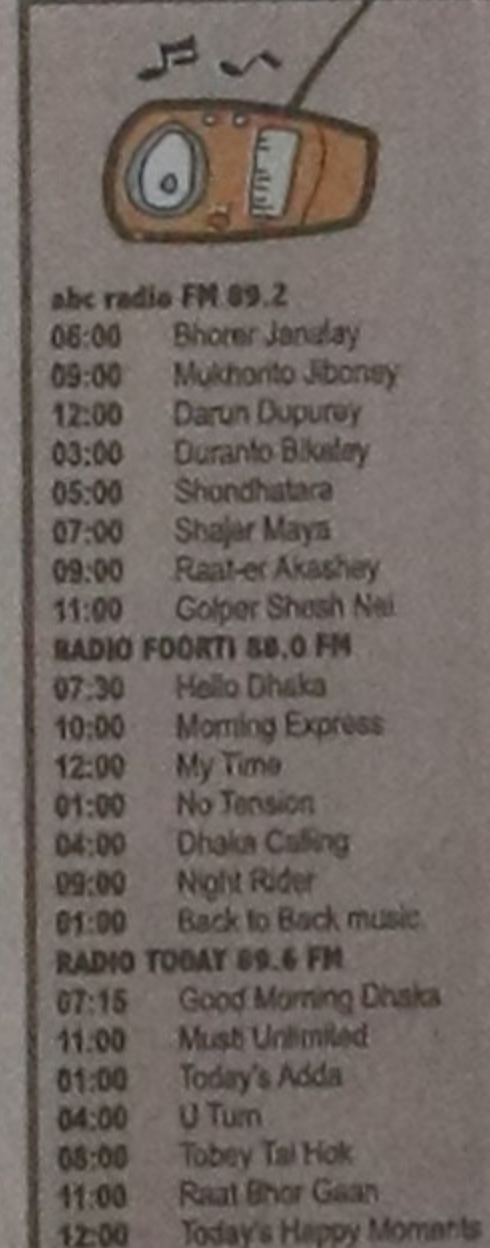 abc radio FM 89.2
06:00 Bhorer Janalay
09:00 Mukhorito Jiboney
12:00 Darun Dupurey
03:00 Duranto Bikeley
05:00 Shondhatara
07:00 Shajer Maya
09:00 Raat-er Akashey
11:00 Golper Shesh Nei
RADIO FOORTI 88.0 FM
07:30 Hello Dhaka
10:00 Morning Express
12:00 My Time
01:00 No Tension
04:00 Dhaka Calling
09:00 Night Rider
01:00 Back to Back music
RADIO TODAY 89.6 FM
07:15 Good Morning Dhaka
11:00 Musti Unlimited
01:00 Today's Adda
04:00 U Turn
08:00 Tobey Tai Hok
11:00 Raat Bhor Gaan
12:00 Today's Happy Moments